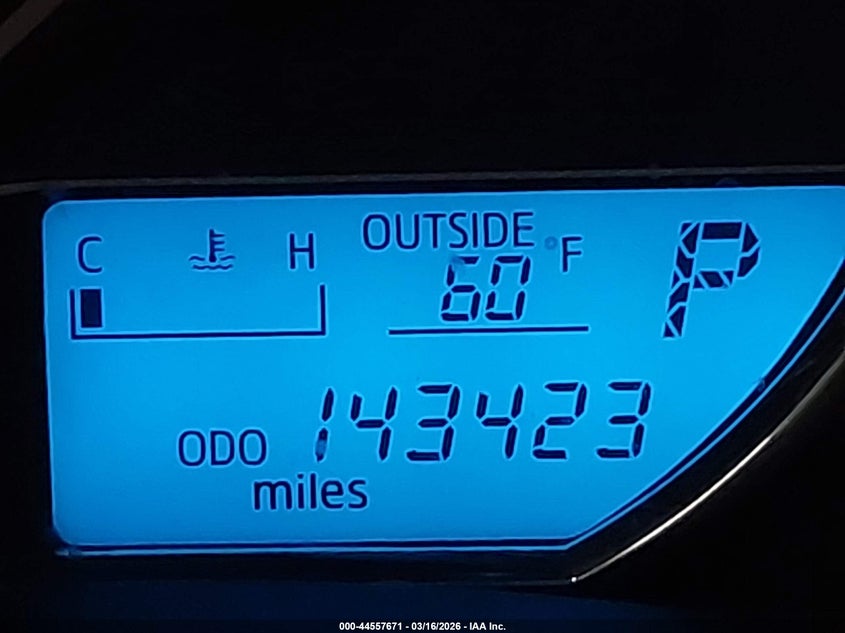 OUTSIDE
C H 60 °F P
ODO 143423
miles
000-44557671 - 03/16/2026 - IAA Inc.